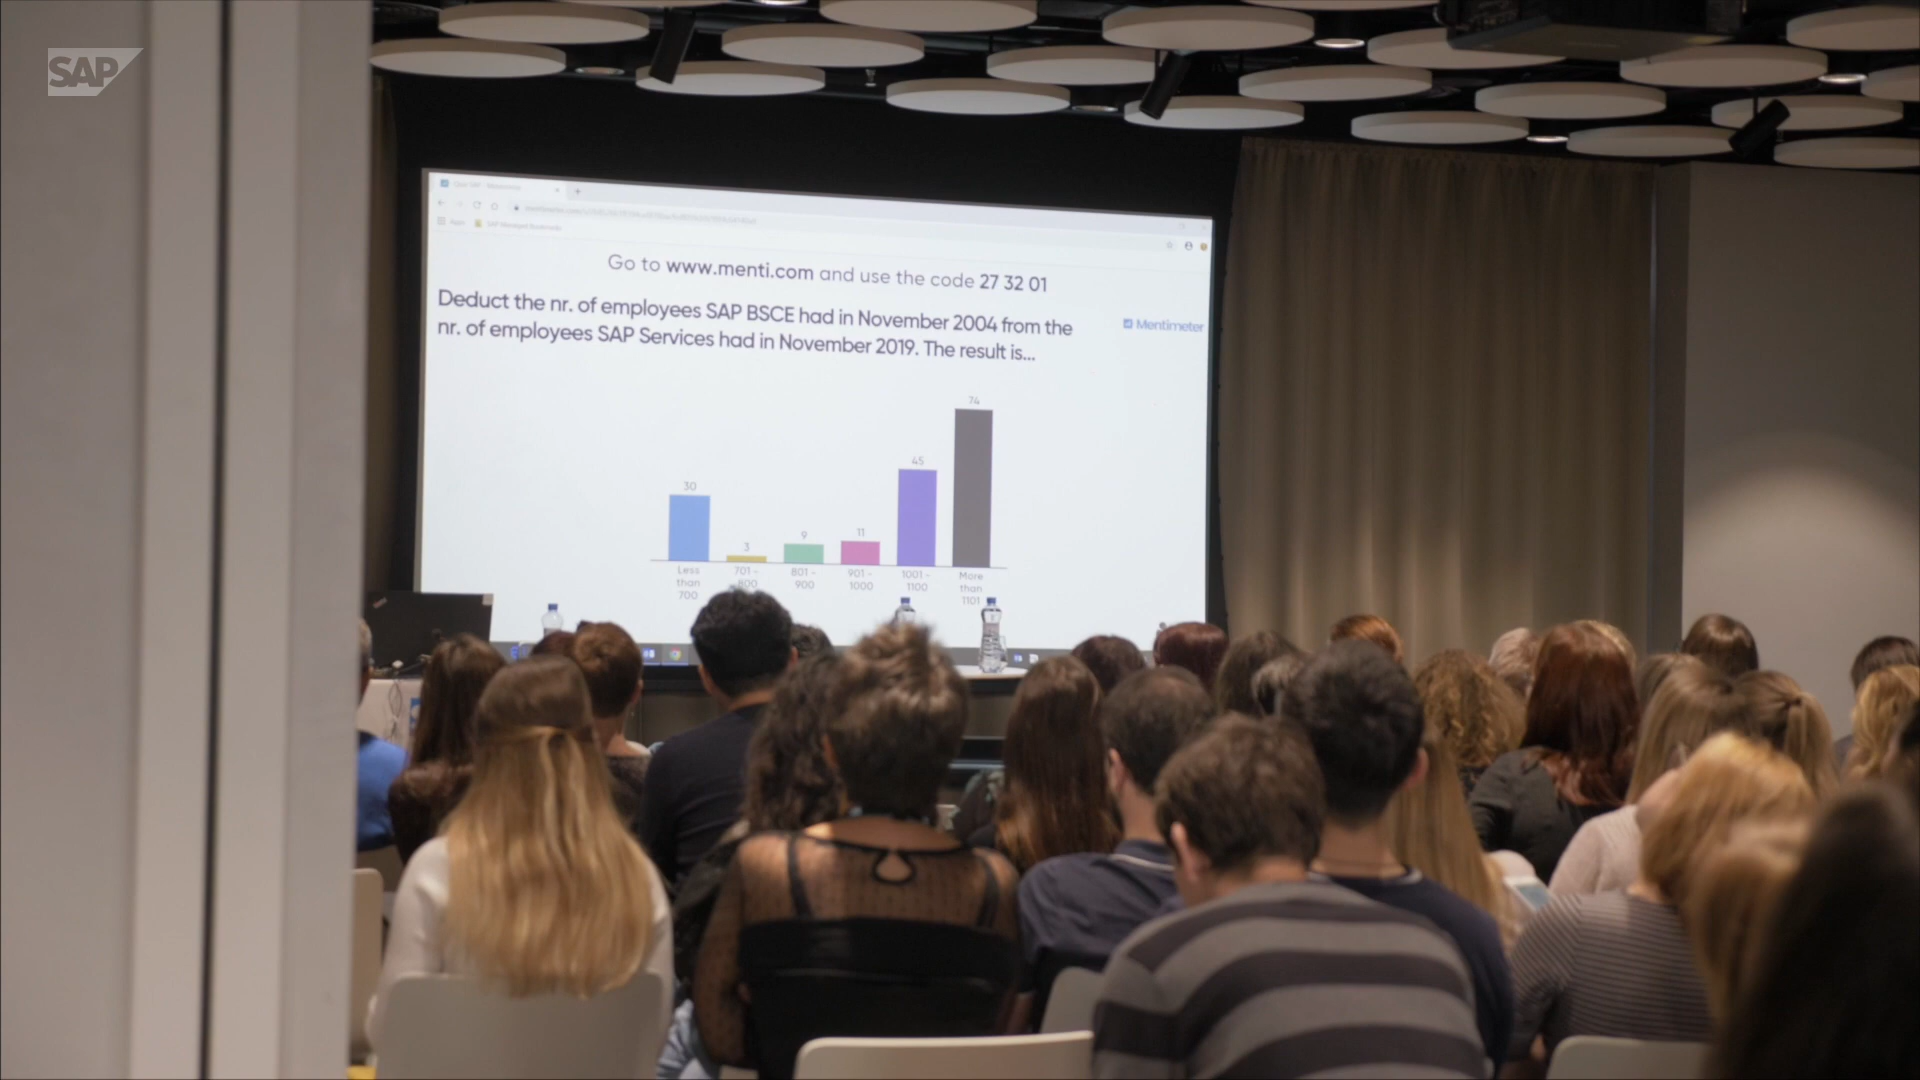 SAP
Go to www.menti.com and use the code 27 32 01
Deduct the nr. of employees SAP BSCE had in November 2004 from the
nr. of employees SAP Services had in November 2019. The result is...
Mentimeter
74
45
30
11
9
3
Less than 700
701 - 800
801 - 900
901 - 1000
1001 - 1100
More than 1101